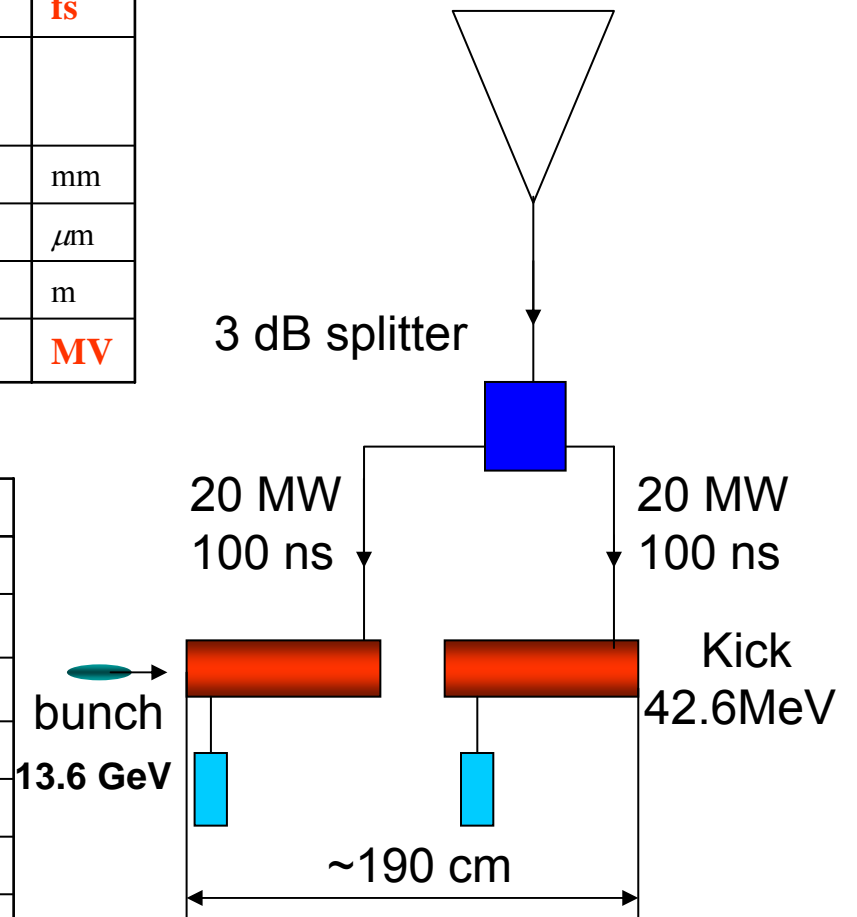 fs
mm
μm
m
MV
3 dB splitter
20 MW
100 ns
20 MW
100 ns
Kick
42.6MeV
bunch
13.6 GeV
~190 cm